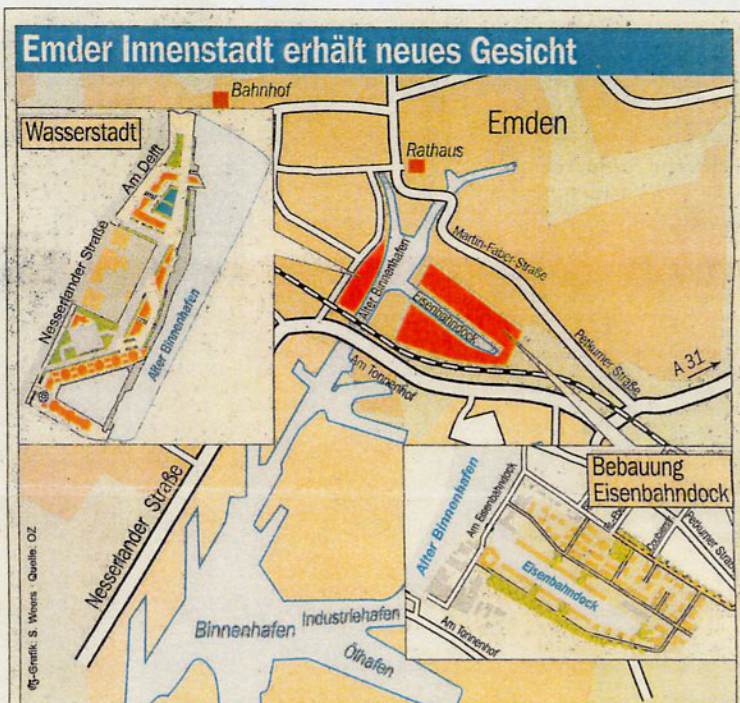 Emder Innenstadt erhält neues Gesicht
Bahnhof
Wasserstadt
Emden
Am Delft
Rathaus
Nesserlander Straße
Alter Binnenhafen
Alter Binnenhafen
Martin-Faber-Straße
Eisenbahndock
Petkumer Straße
A 31
Am Tonnenhof
Nesserlander Straße
Bebauung
Eisenbahndock
Alter Binnenhafen
Am Eisenbahndock
Petkumer Straße
Eisenbahndock
Am Tonnenhof
Binnenhafen
Industriehafen
Ölhafen
-Grafik: S. Weers · Quelle: OZ